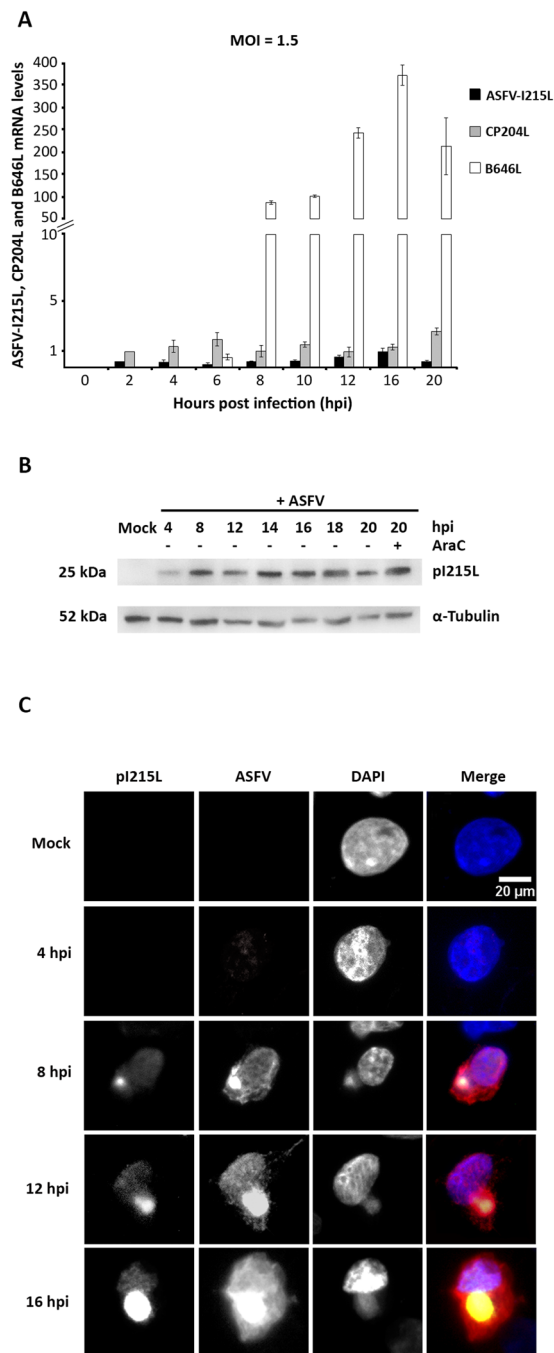 A
MOI = 1.5
ASFV-I215L, CP204L and B646L mRNA levels
400
350
300
250
200
150
100
50
10
5
1
0 2 4 6 8 10 12 16 20
Hours post infection (hpi)
ASFV-I215L
CP204L
B646L
B
+ ASFV
Mock 4 8 12 14 16 18 20 20 hpi
- - - - - - - + AraC
25 kDa pI215L
52 kDa α-Tubulin
C
pI215L ASFV DAPI Merge
Mock
20 µm
4 hpi
8 hpi
12 hpi
16 hpi